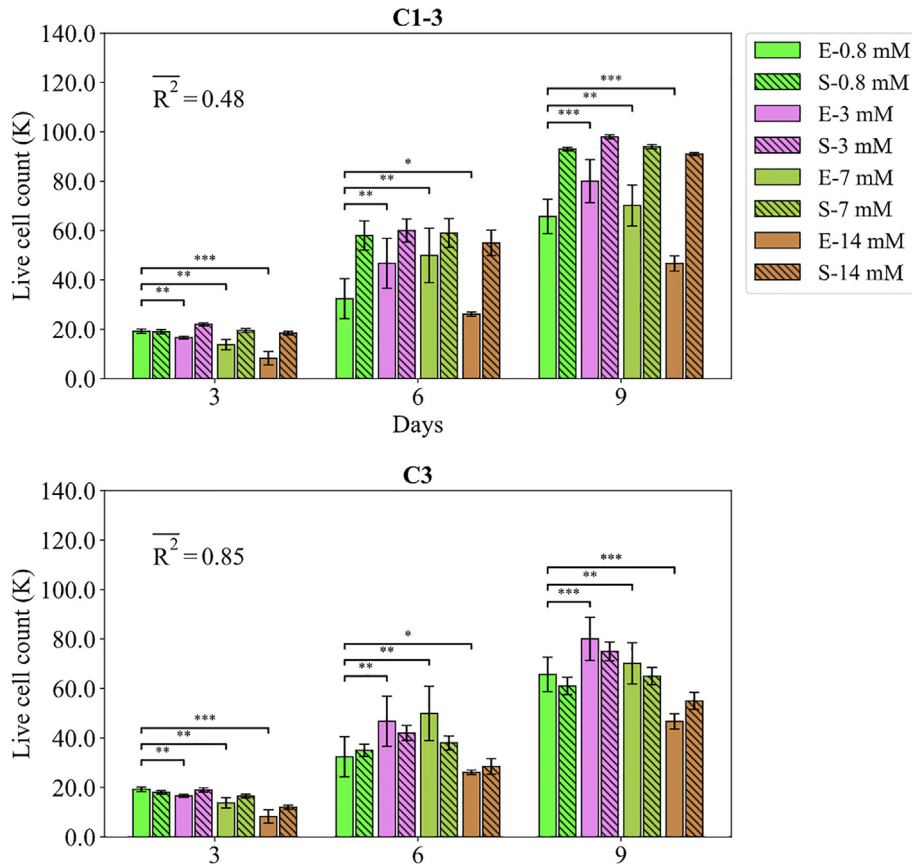 C1-3
140.0
120.0
100.0
80.0
60.0
40.0
20.0
0.0
Live cell count (K)
R² = 0.48
**
**
***
**
**
*
***
**
***
3
6
9
Days
E-0.8 mM
S-0.8 mM
E-3 mM
S-3 mM
E-7 mM
S-7 mM
E-14 mM
S-14 mM
C3
140.0
120.0
100.0
80.0
60.0
40.0
20.0
0.0
Live cell count (K)
R² = 0.85
**
**
***
**
**
*
***
**
***
3
6
9
Days